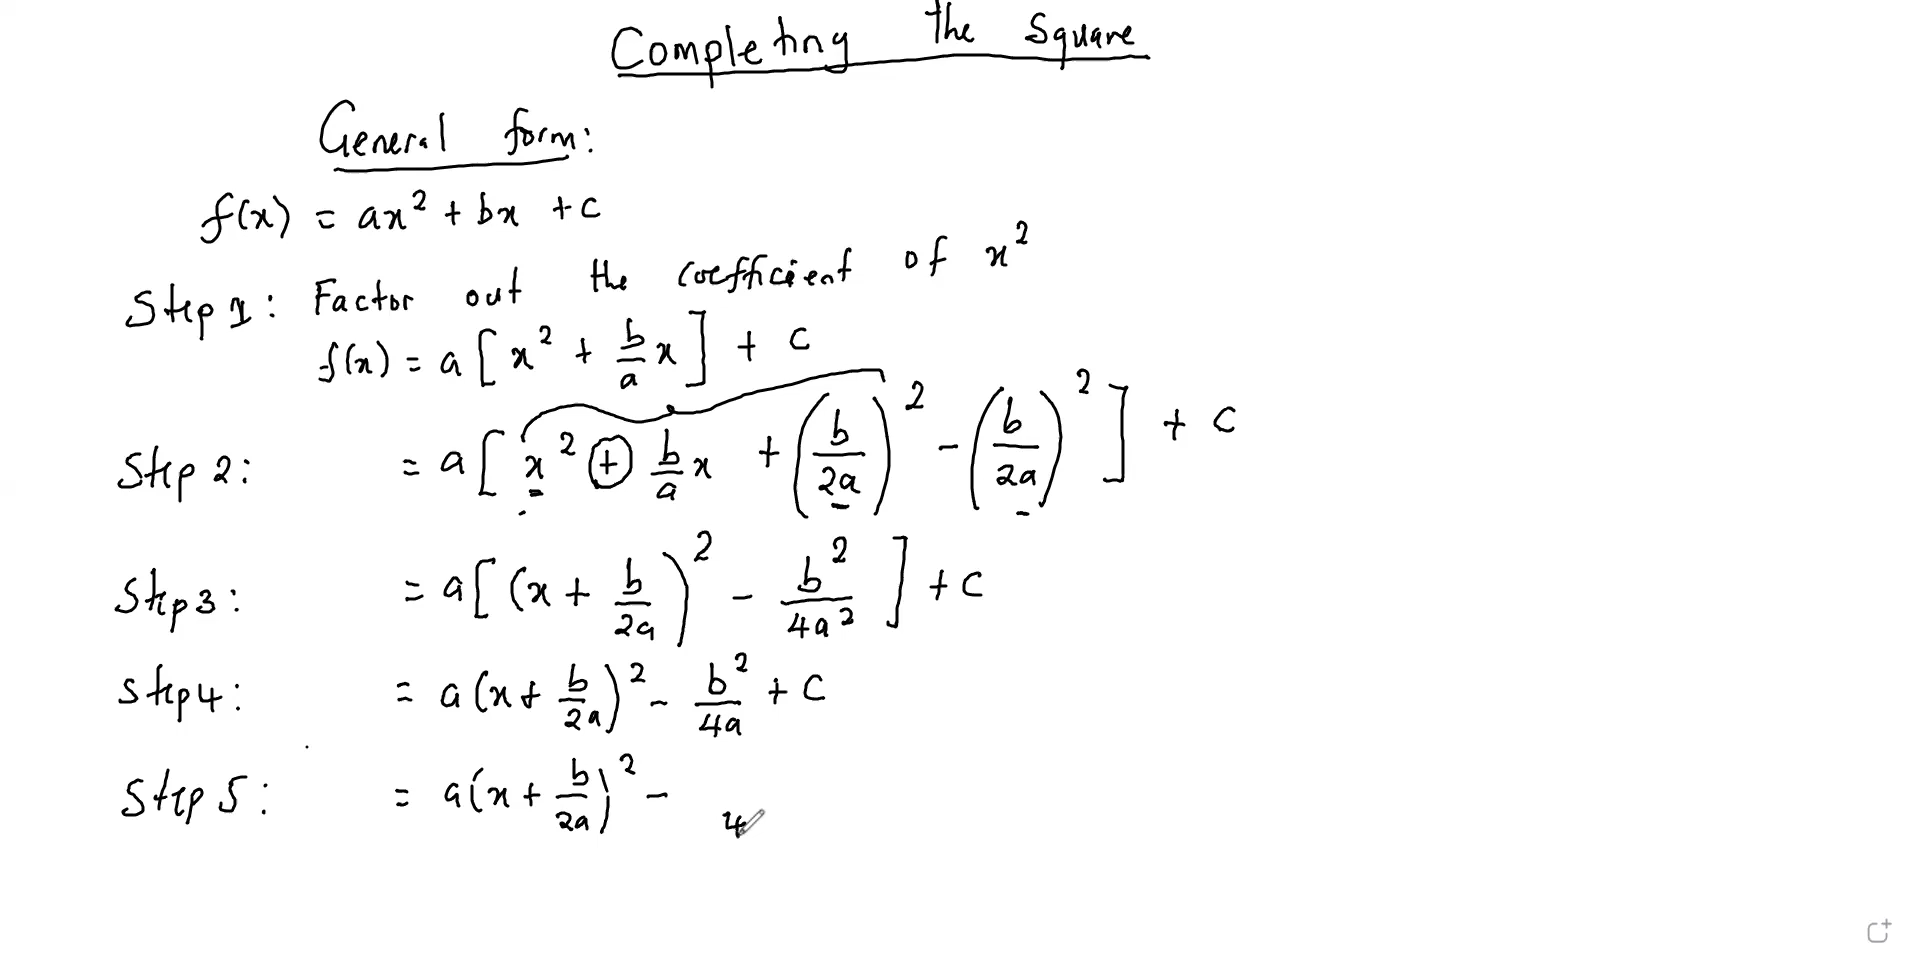 Completing the Square
General form:
f(x) = ax² + bx + c
Step 1: Factor out the coefficient of x²
f(x) = a[x² + b/a x] + c
Step 2: = a[x² + b/a x + (b/2a)² - (b/2a)²] + c
Step 3: = a[(x + b/2a)² - b²/4a²] + c
Step 4: = a(x + b/2a)² - b²/4a + c
Step 5: = a(x + b/2a)² - 4